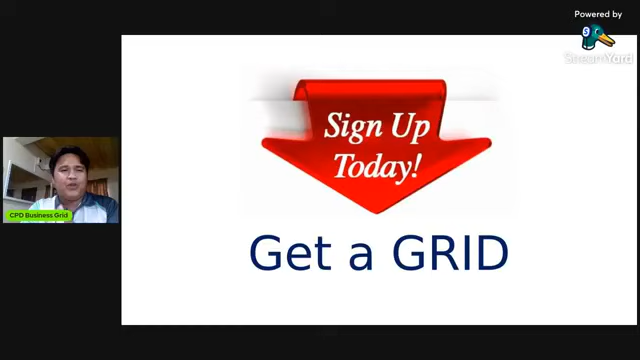 Powered by
StreamYard
Sign Up
Today!
CPD Business Grid
Get a GRID